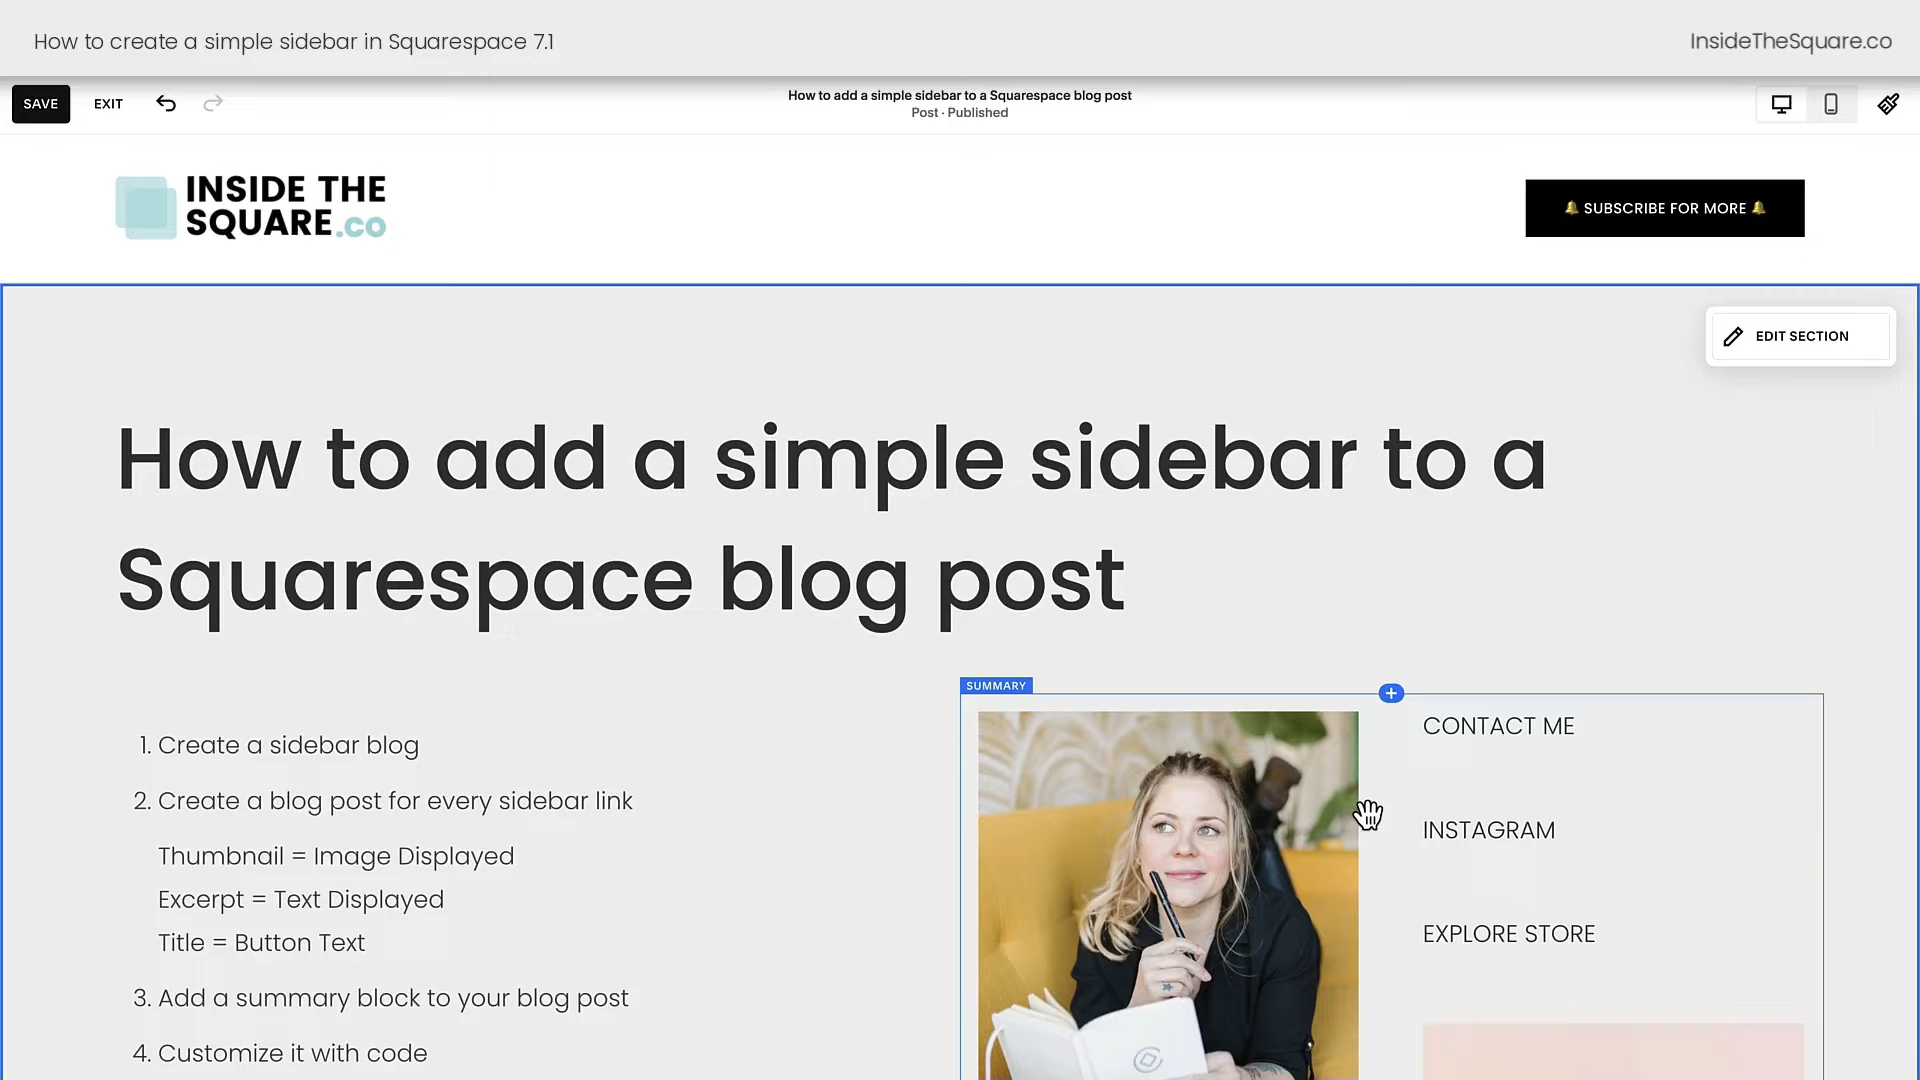 How to create a simple sidebar in Squarespace 7.1
InsideTheSquare.co
SAVE
EXIT
How to add a simple sidebar to a Squarespace blog post
Post · Published
INSIDE THE
SQUARE.co
🔔 SUBSCRIBE FOR MORE 🔔
EDIT SECTION
How to add a simple sidebar to a
Squarespace blog post
SUMMARY
1. Create a sidebar blog
2. Create a blog post for every sidebar link
Thumbnail = Image Displayed
Excerpt = Text Displayed
Title = Button Text
3. Add a summary block to your blog post
4. Customize it with code
CONTACT ME
INSTAGRAM
EXPLORE STORE